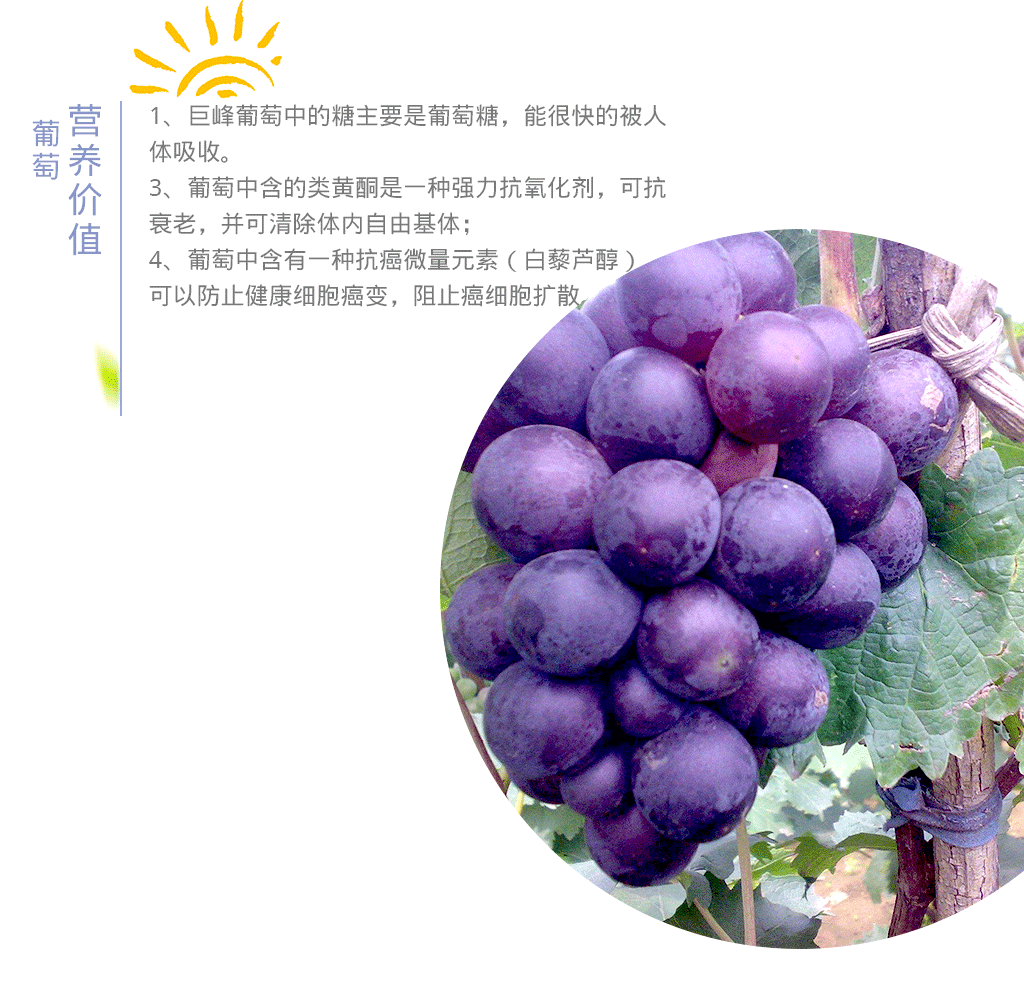 葡萄
营养价值
1、巨峰葡萄中的糖主要是葡萄糖，能很快的被人
体吸收。
3、葡萄中含的类黄酮是一种强力抗氧化剂，可抗
衰老，并可清除体内自由基体；
4、葡萄中含有一种抗癌微量元素（白藜芦醇）
可以防止健康细胞癌变，阻止癌细胞扩散。